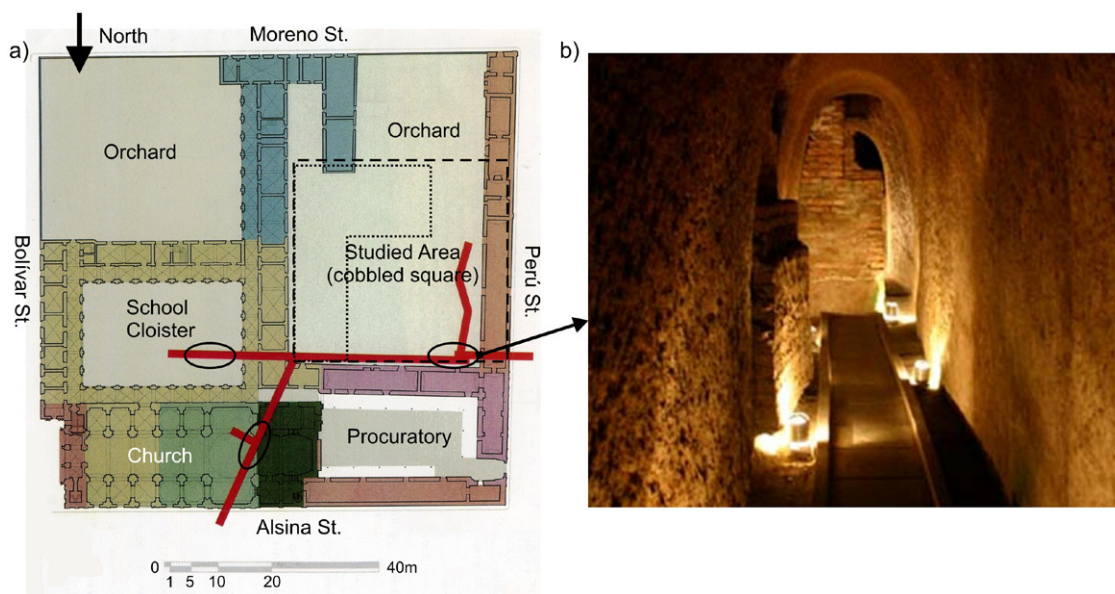 a)
North
Moreno St.
b)
Orchard
Orchard
Bolívar St.
Studied Area
(cobbled square)
Perú St.
School
Cloister
Church
Procuratory
Alsina St.
0 40m
1 5 10 20